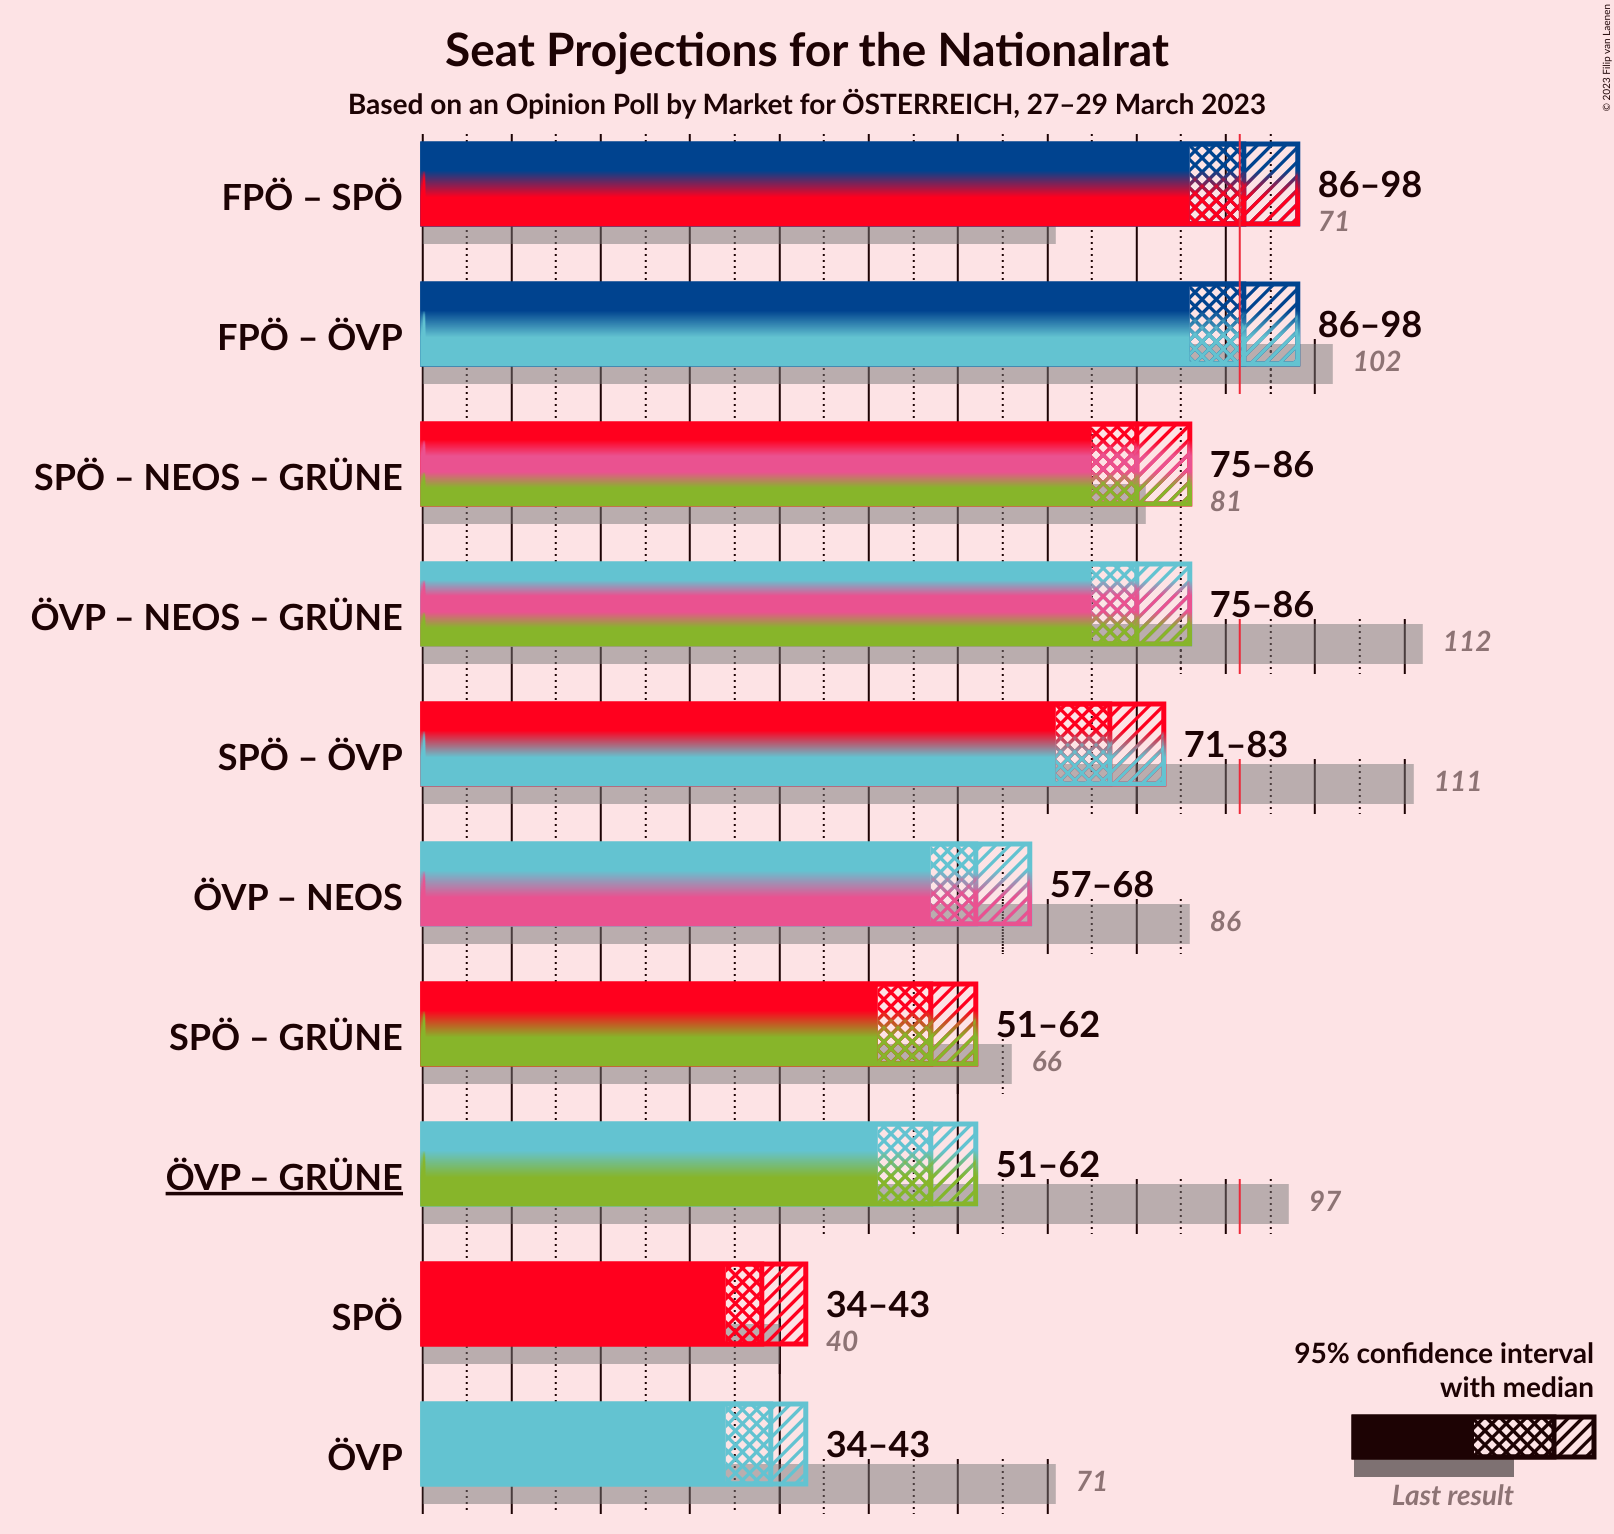 Seat Projections for the Nationalrat
Based on an Opinion Poll by Market for ÖSTERREICH, 27–29 March 2023
© 2023 Filip van Laenen
FPÖ – SPÖ
86–98
71
FPÖ – ÖVP
86–98
102
SPÖ – NEOS – GRÜNE
75–86
81
ÖVP – NEOS – GRÜNE
75–86
112
SPÖ – ÖVP
71–83
111
ÖVP – NEOS
57–68
86
SPÖ – GRÜNE
51–62
66
ÖVP – GRÜNE
51–62
97
SPÖ
34–43
40
ÖVP
34–43
71
95% confidence interval
with median
Last result